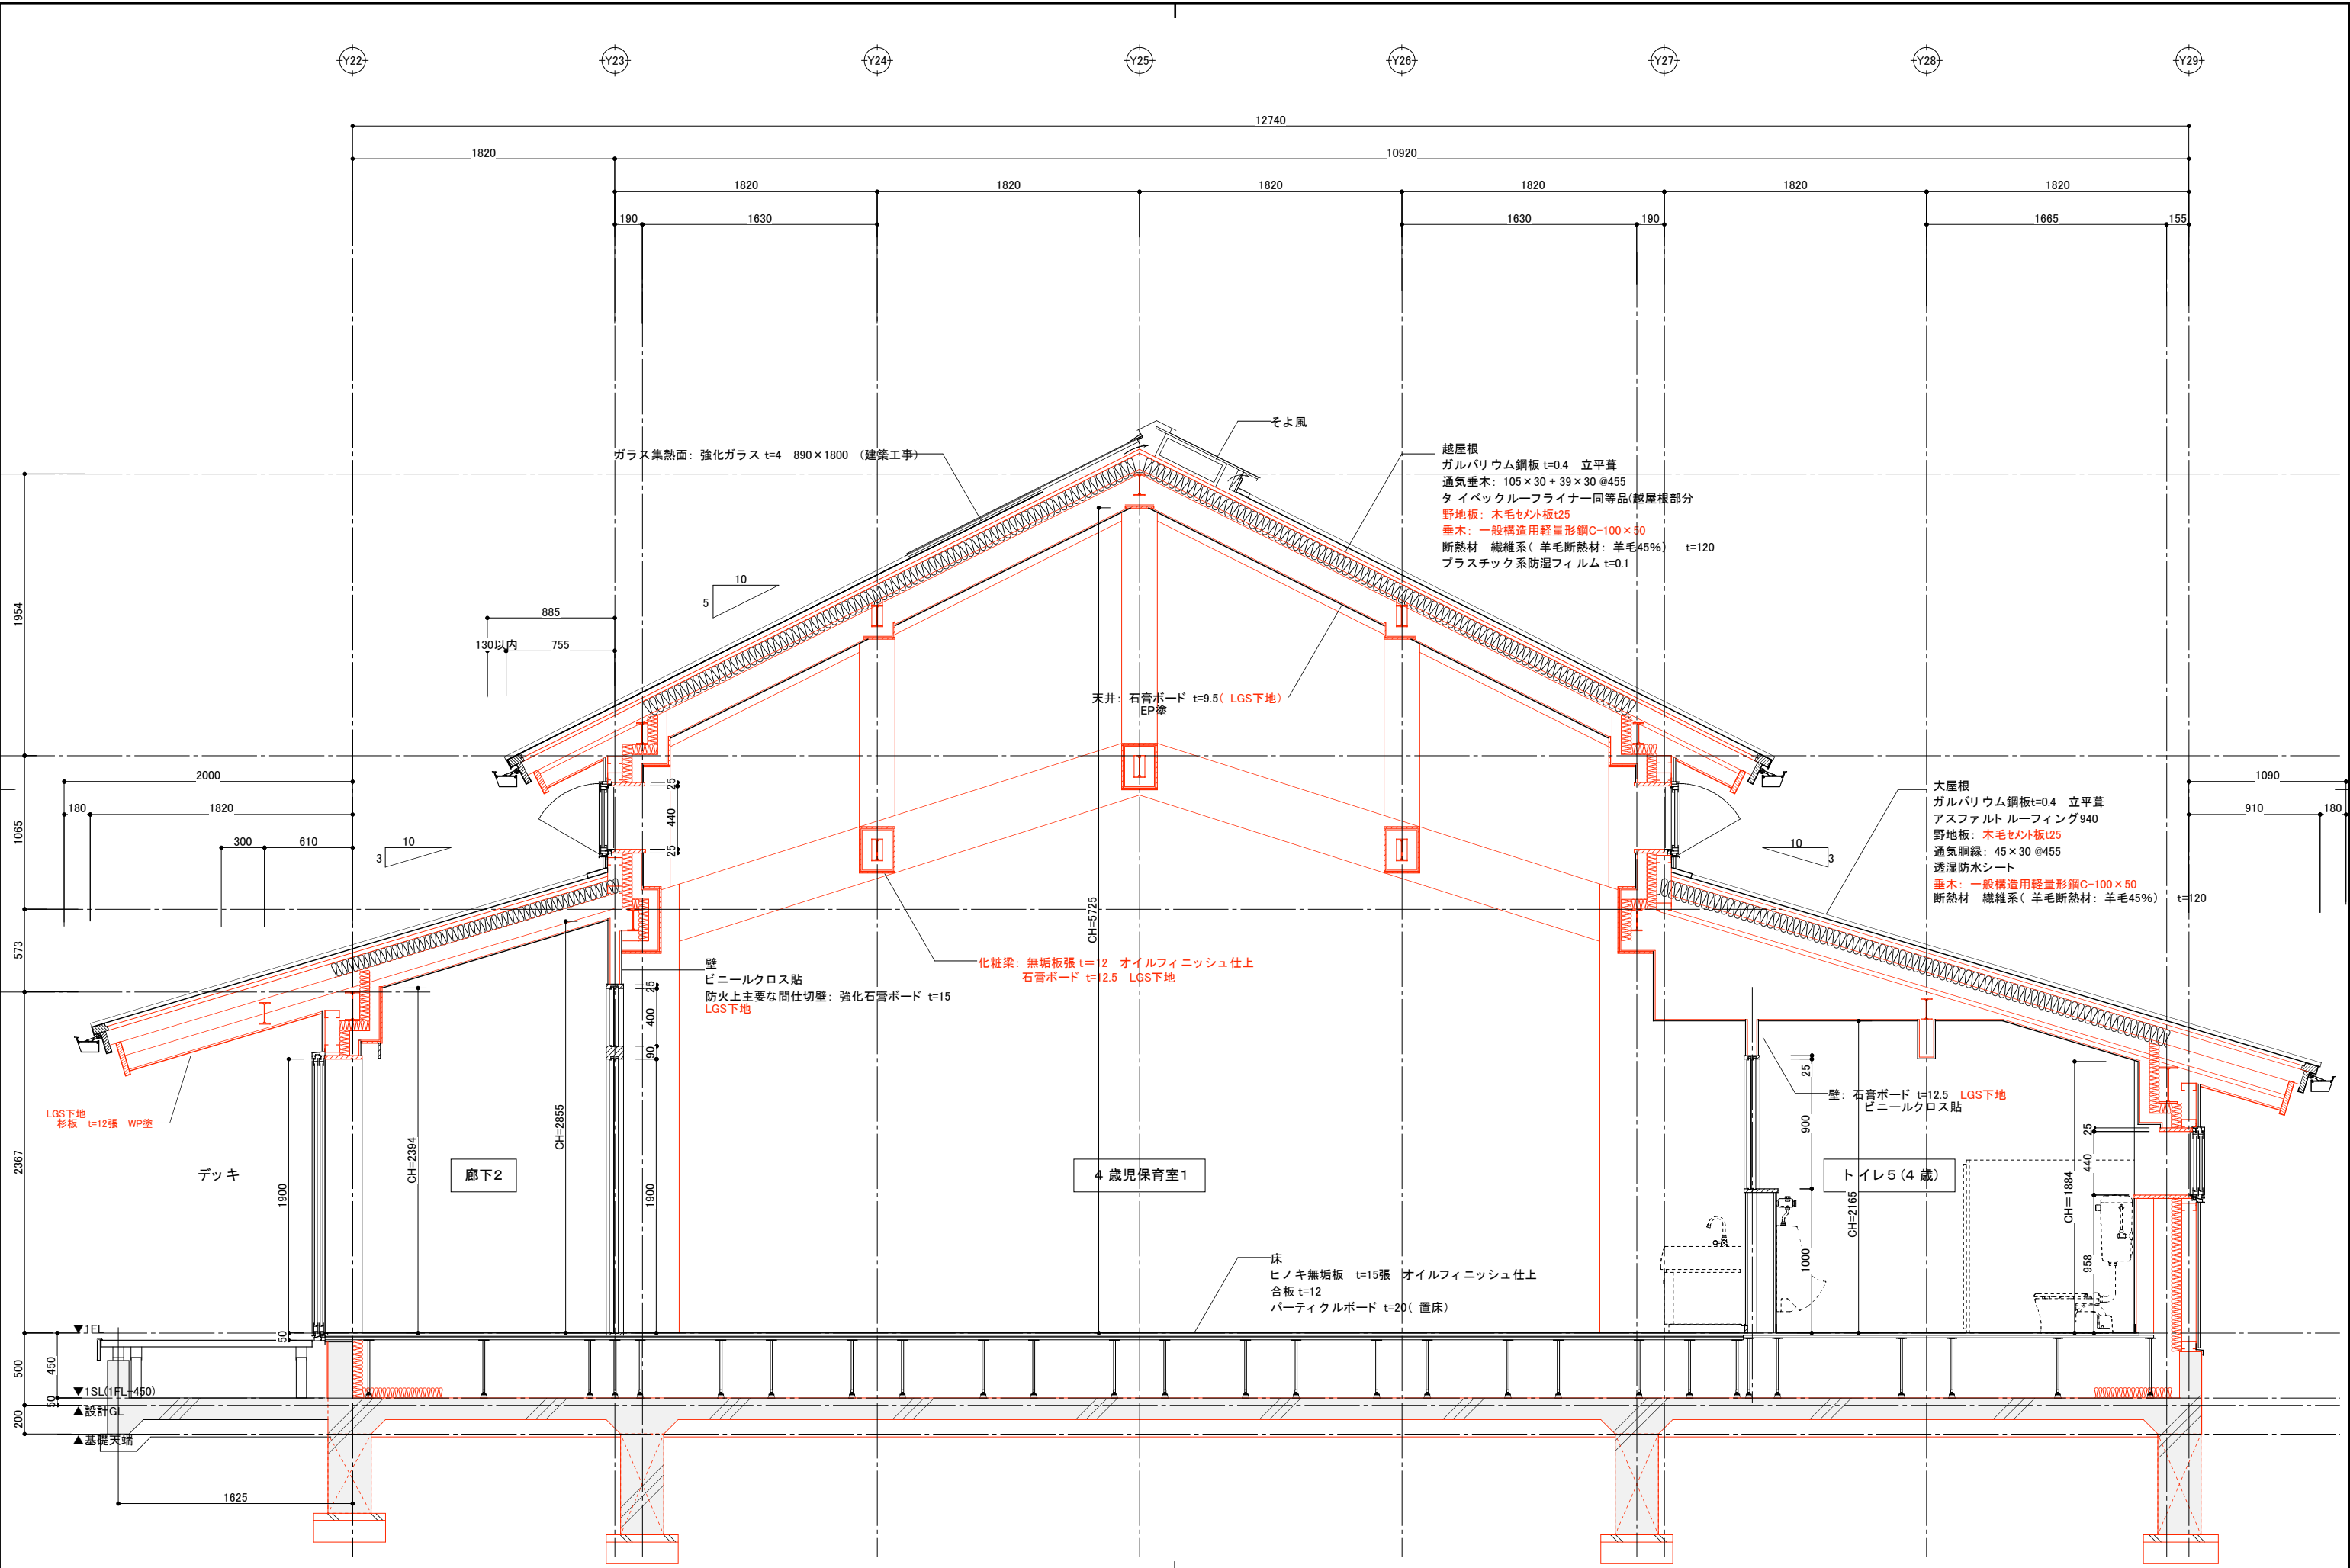 Y22 Y23 Y24 Y25 Y26 Y27 Y28 Y29
12740
1820 10920
1820 1820 1820 1820 1820 1820
190 1630 1630 190 1665 155
そよ風
ガラス集熱面: 強化ガラス t=4 890×1800 (建築工事)
越屋根
ガルバリウム鋼板 t=0.4 立平葺
通気垂木: 105×30 + 39×30 @455
タイベックルーフライナー同等品(越屋根部分
野地板: 木毛セメント板t25
垂木: 一般構造用軽量形鋼C-100×50
断熱材 繊維系( 羊毛断熱材: 羊毛45%) t=120
プラスチック系防湿フィルム t=0.1
10
5
885
130以内 755
天井: 石膏ボード t=9.5( LGS下地)
EP塗
1954
1065
573
2367
500
200
450
50
2000
180 1820
300 610
10
3
25
440
25
10
3
1090
910 180
大屋根
ガルバリウム鋼板t=0.4 立平葺
アスファルトルーフィング940
野地板: 木毛セメント板t25
通気胴縁: 45×30 @455
透湿防水シート
垂木: 一般構造用軽量形鋼C-100×50
断熱材 繊維系( 羊毛断熱材: 羊毛45%) t=120
CH=5725
化粧梁: 無垢板張 t=12 オイルフィニッシュ仕上
石膏ボード t=12.5 LGS下地
壁
ビニールクロス貼
防火上主要な間仕切壁: 強化石膏ボード t=15
LGS下地
25
400
90
1900
LGS下地
杉板 t=12張 WP塗
壁: 石膏ボード t=12.5 LGS下地
ビニールクロス貼
25
900
1000
25
440
958
デッキ
1900
50
CH=2394
廊下2
CH=2855
4歳児保育室1
CH=2165
トイレ5(4歳)
CH=1884
床
ヒノキ無垢板 t=15張 オイルフィニッシュ仕上
合板 t=12
パーティクルボード t=20( 置床)
▼1FL
▼1SL(1FL-450)
▲設計GL
▲基礎天端
1625